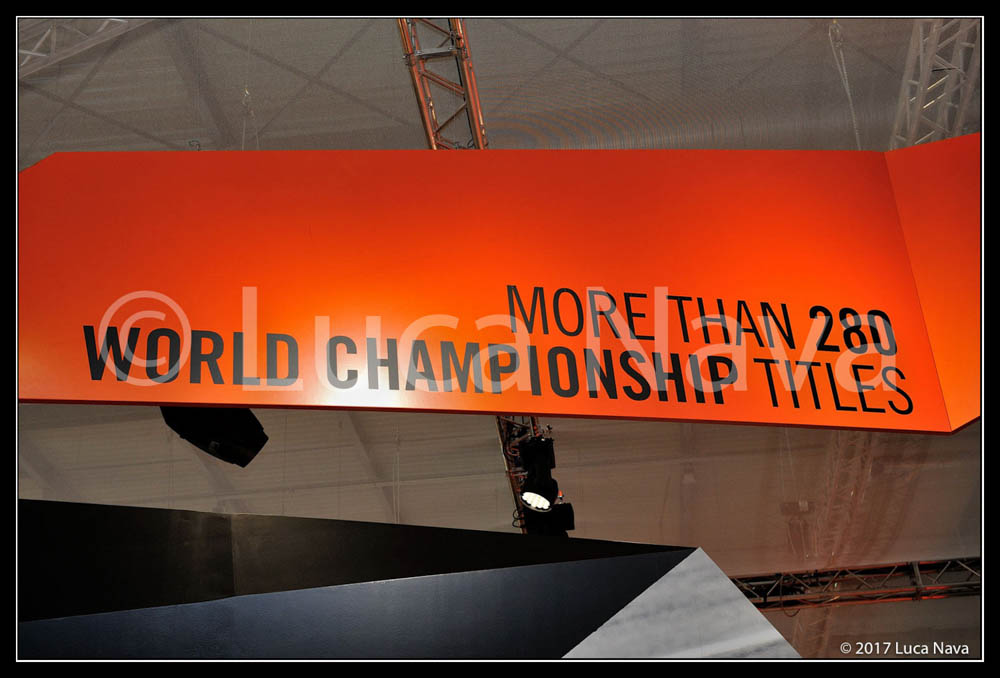 MORE THAN 280
WORLD CHAMPIONSHIP TITLES
© Luca Nava
© 2017 Luca Nava